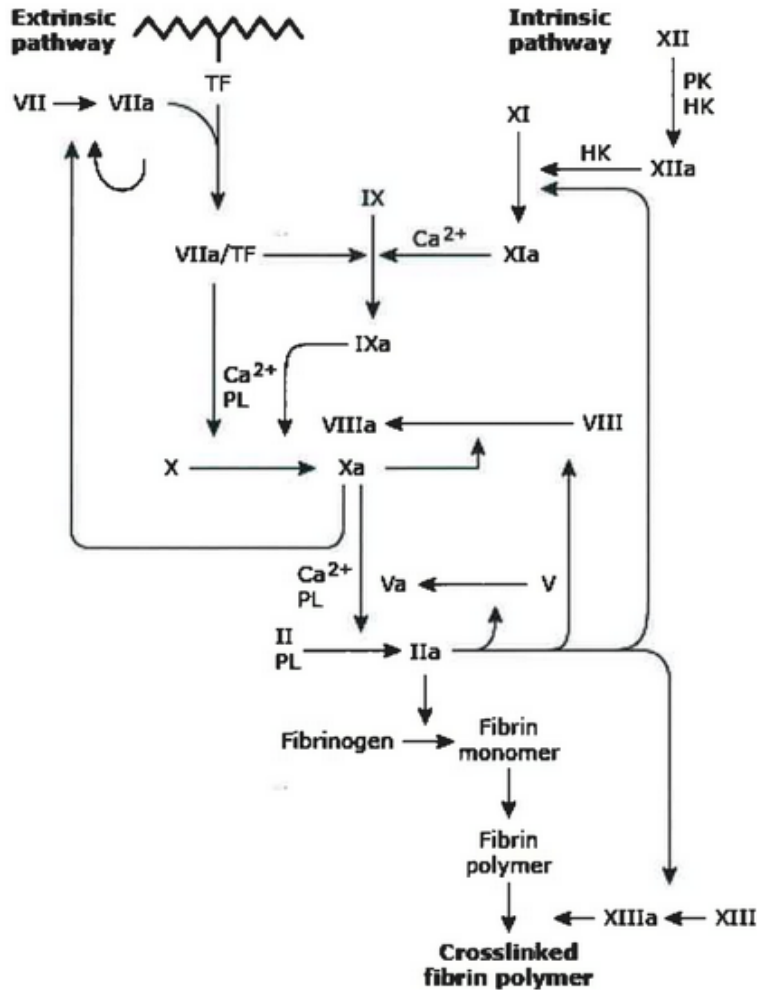 Extrinsic
pathway
Intrinsic
pathway
XII
TF
PK
HK
VII
VIIa
XI
HK
XIIa
IX
VIIa/TF
Ca2+
XIa
IXa
Ca2+
PL
VIIIa
VIII
X
Xa
Ca2+
PL
Va
V
II
PL
IIa
Fibrinogen
Fibrin
monomer
Fibrin
polymer
XIIIa
XIII
Crosslinked
fibrin polymer